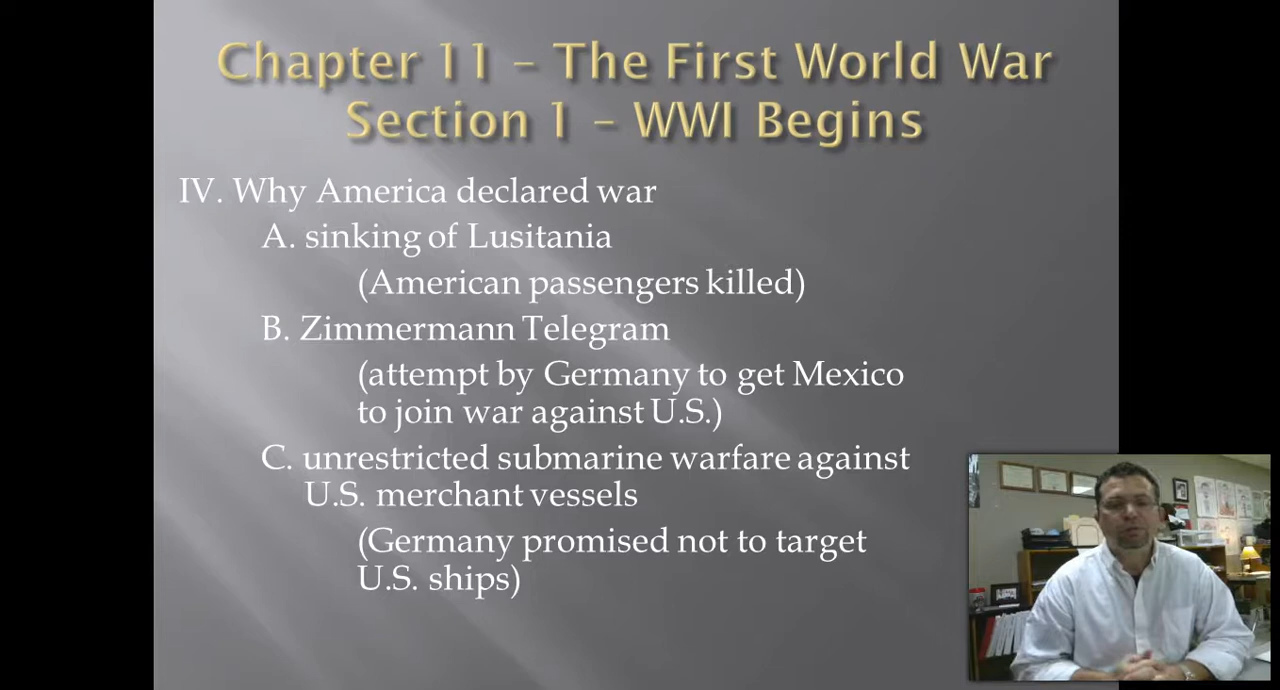 Chapter 11 – The First World War
Section 1 – WWI Begins
IV. Why America declared war
A. sinking of Lusitania
(American passengers killed)
B. Zimmermann Telegram
(attempt by Germany to get Mexico
to join war against U.S.)
C. unrestricted submarine warfare against
U.S. merchant vessels
(Germany promised not to target
U.S. ships)